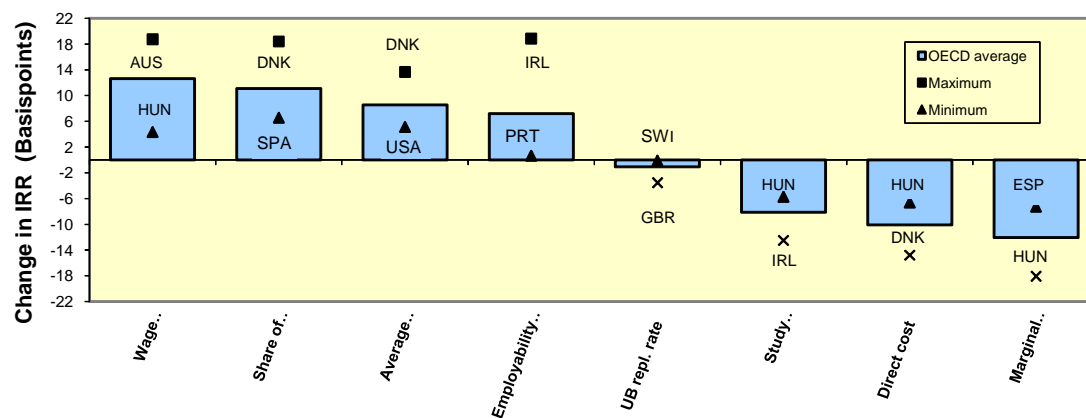 Change in IRR (Basispoints)
22
18
14
10
6
2
-2
-6
-10
-14
-18
-22
AUS
HUN
DNK
SPA
DNK
USA
IRL
PRT
SWI
GBR
HUN
IRL
HUN
DNK
ESP
HUN
OECD average
Maximum
Minimum
Wage..
Share of..
Average..
Employability..
UB repl. rate
Study..
Direct cost
Marginal..